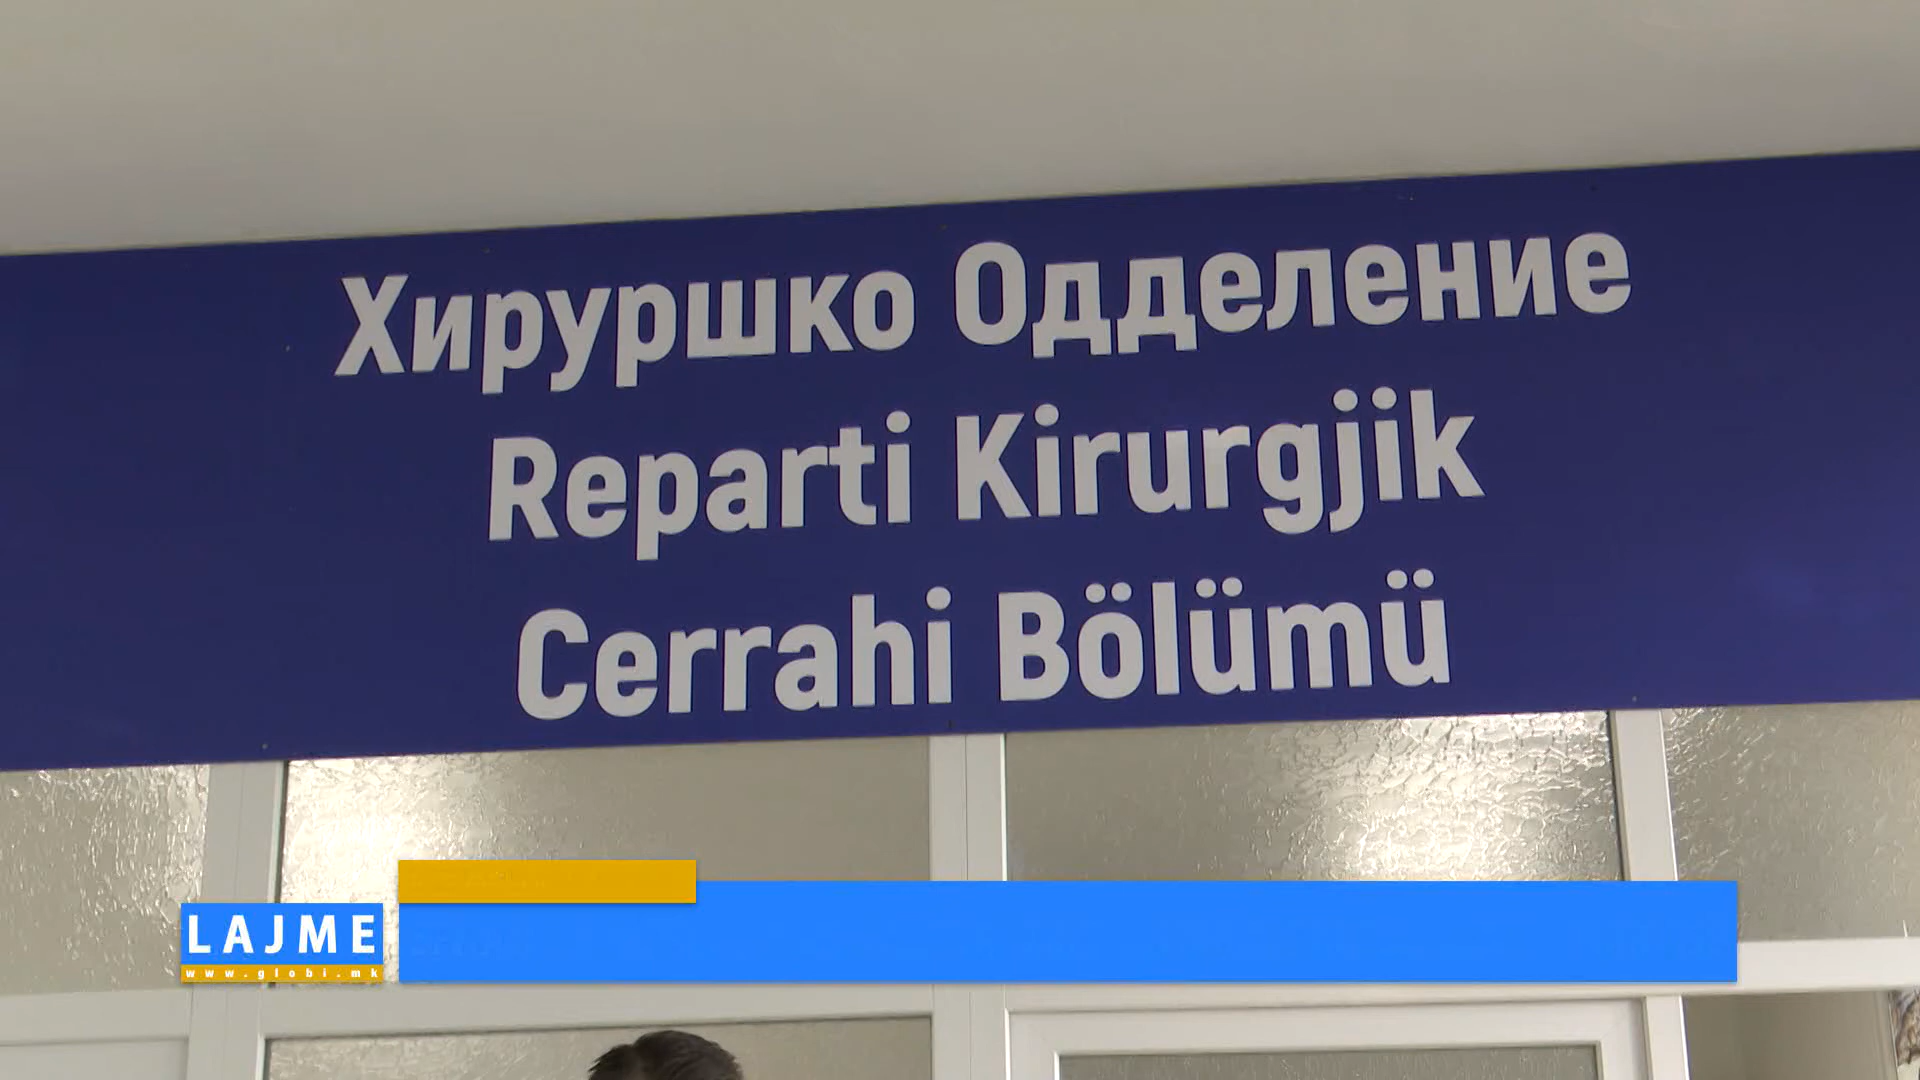 Хируршко Одделение
Reparti Kirurgjik
Cerrahi Bölümü
LAJME
www.globi.mk